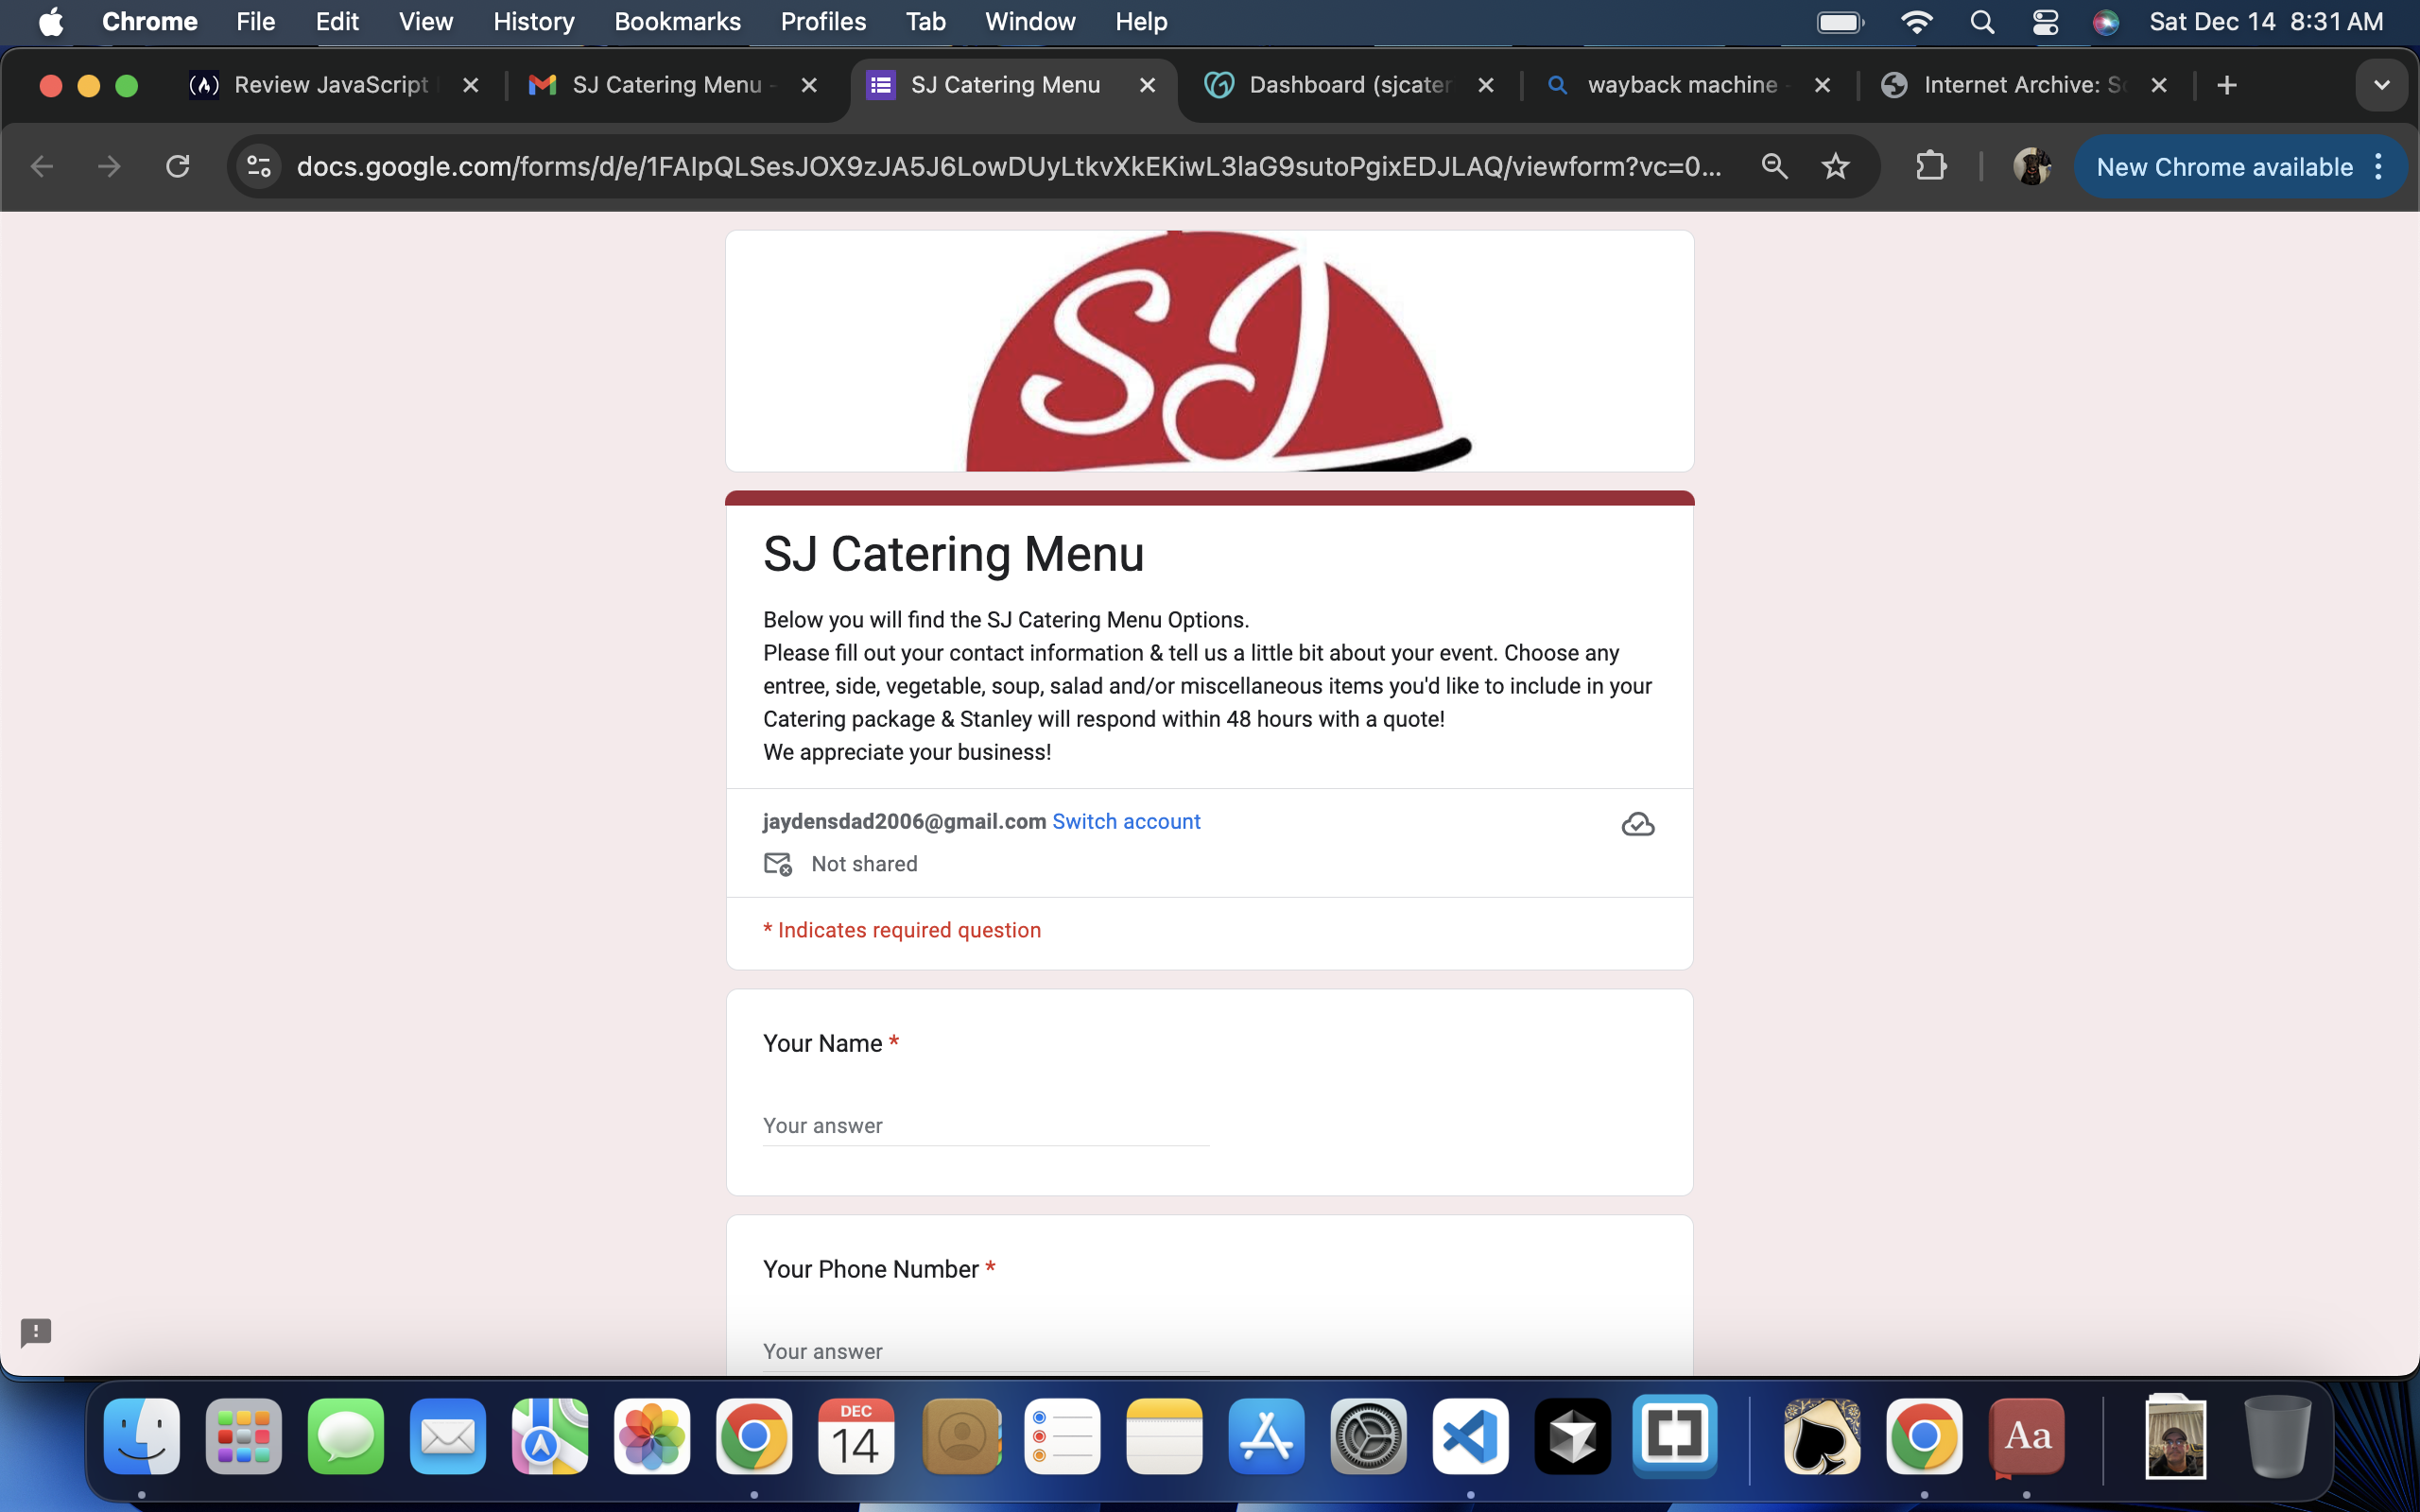 Chrome File Edit View History Bookmarks Profiles Tab Window Help Sat Dec 14 8:31 AM
Review JavaScript SJ Catering Menu - SJ Catering Menu Dashboard (sjcater wayback machine - Internet Archive: S
docs.google.com/forms/d/e/1FAIpQLSesJOX9zJA5J6LowDUyLtkvXkEKiwL3laG9sutoPgixEDJLAQ/viewform?vc=0... New Chrome available
SJ
SJ Catering Menu
Below you will find the SJ Catering Menu Options.
Please fill out your contact information & tell us a little bit about your event. Choose any
entree, side, vegetable, soup, salad and/or miscellaneous items you'd like to include in your
Catering package & Stanley will respond within 48 hours with a quote!
We appreciate your business!
jaydensdad2006@gmail.com Switch account
Not shared
* Indicates required question
Your Name *
Your answer
Your Phone Number *
Your answer
DEC
14
Aa